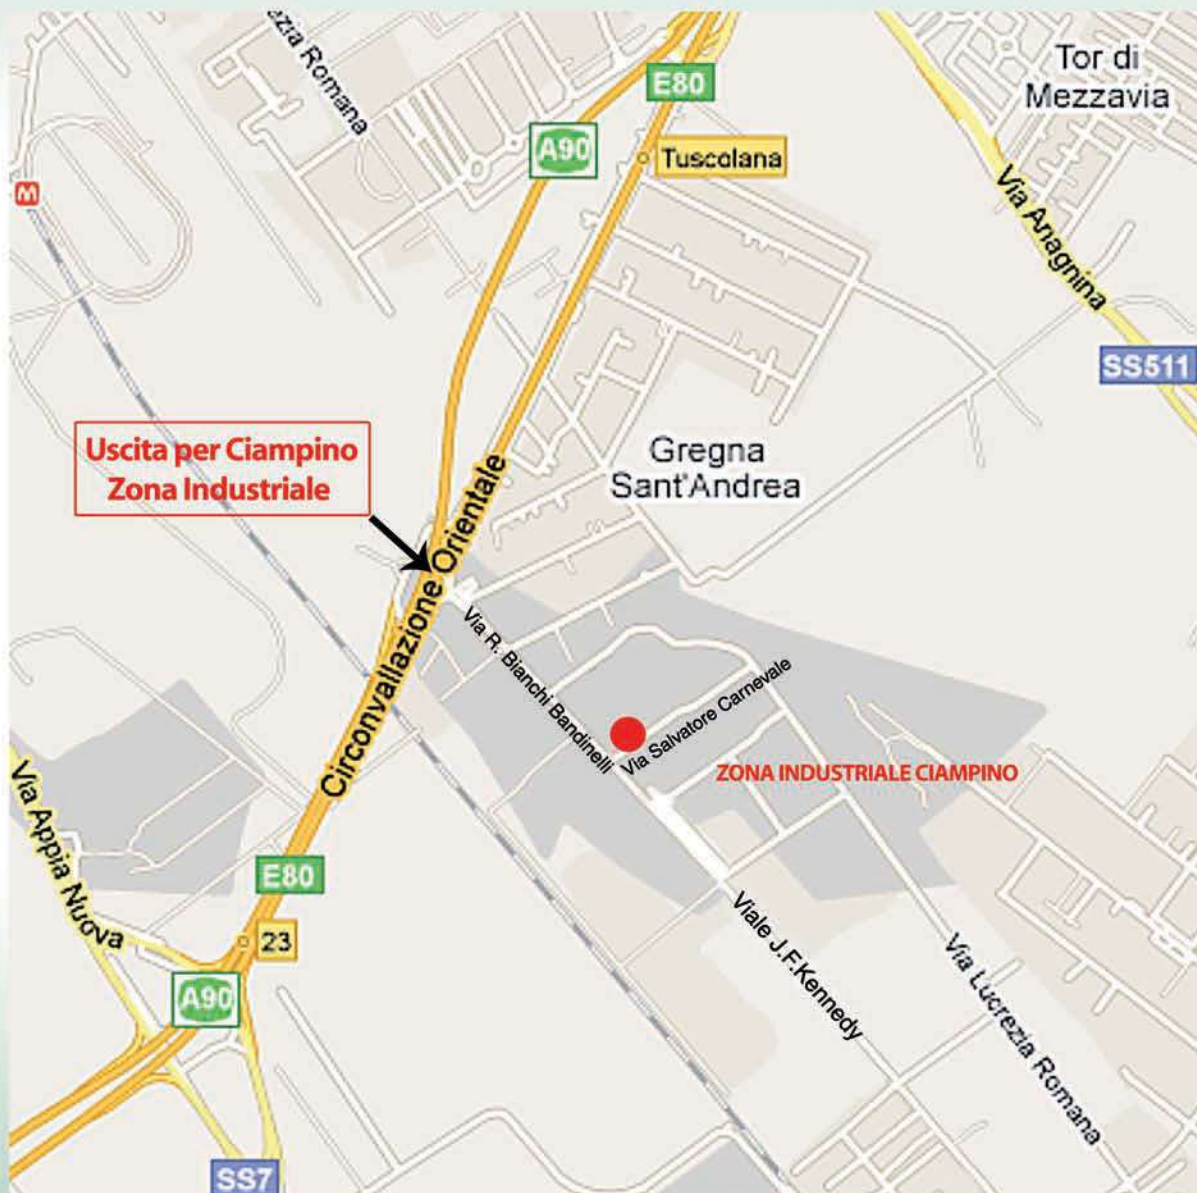 ezia Romana
Tor di
Mezzavia
E80
A90
Tuscolana
M
Via Anagnina
SS511
Uscita per Ciampino
Zona Industriale
Gregna
Sant'Andrea
Circonvallazione Orientale
Via R. Bianchi Bandinelli
Via Salvatore Carnevale
ZONA INDUSTRIALE CIAMPINO
Via Appia Nuova
E80
23
A90
Viale J.F.Kennedy
Via Lucrezia Romana
SS7